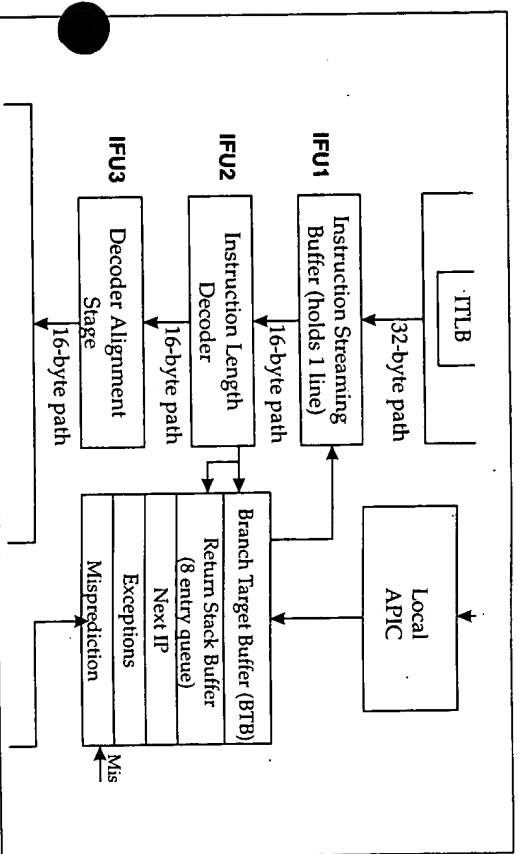 ITLB
32-byte path
IFU1
Instruction Streaming
Buffer (holds 1 line)
16-byte path
IFU2
Instruction Length
Decoder
16-byte path
IFU3
Decoder Alignment
Stage
16-byte path
Local
APIC
Branch Target Buffer (BTB)
Return Stack Buffer
(8 entry queue)
Next IP
Exceptions
Misprediction
Mis